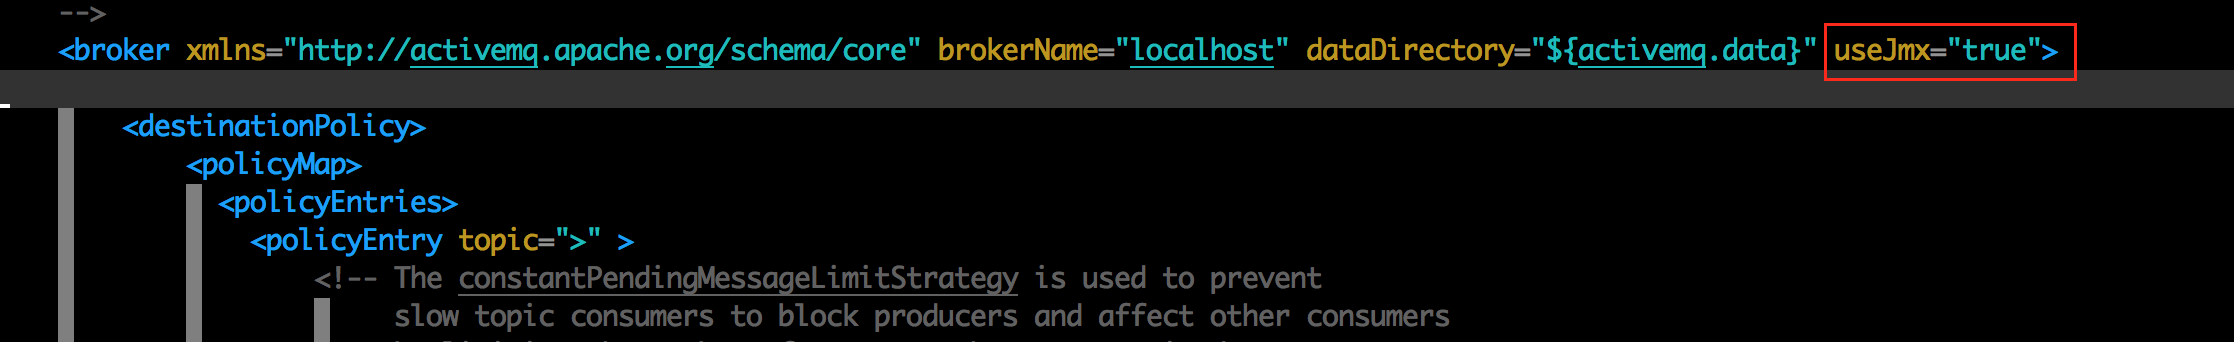 -->
<broker xmlns="http://activemq.apache.org/schema/core" brokerName="localhost" dataDirectory="${activemq.data}" useJmx="true">
<destinationPolicy>
<policyMap>
<policyEntries>
<policyEntry topic=">" >
<!-- The constantPendingMessageLimitStrategy is used to prevent
slow topic consumers to block producers and affect other consumers